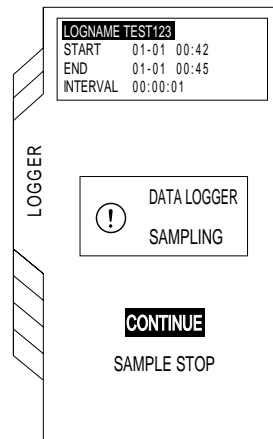 LOGNAME TEST123
START 01-01 00:42
END 01-01 00:45
INTERVAL 00:00:01
LOGGER
! DATA LOGGER
SAMPLING
CONTINUE
SAMPLE STOP